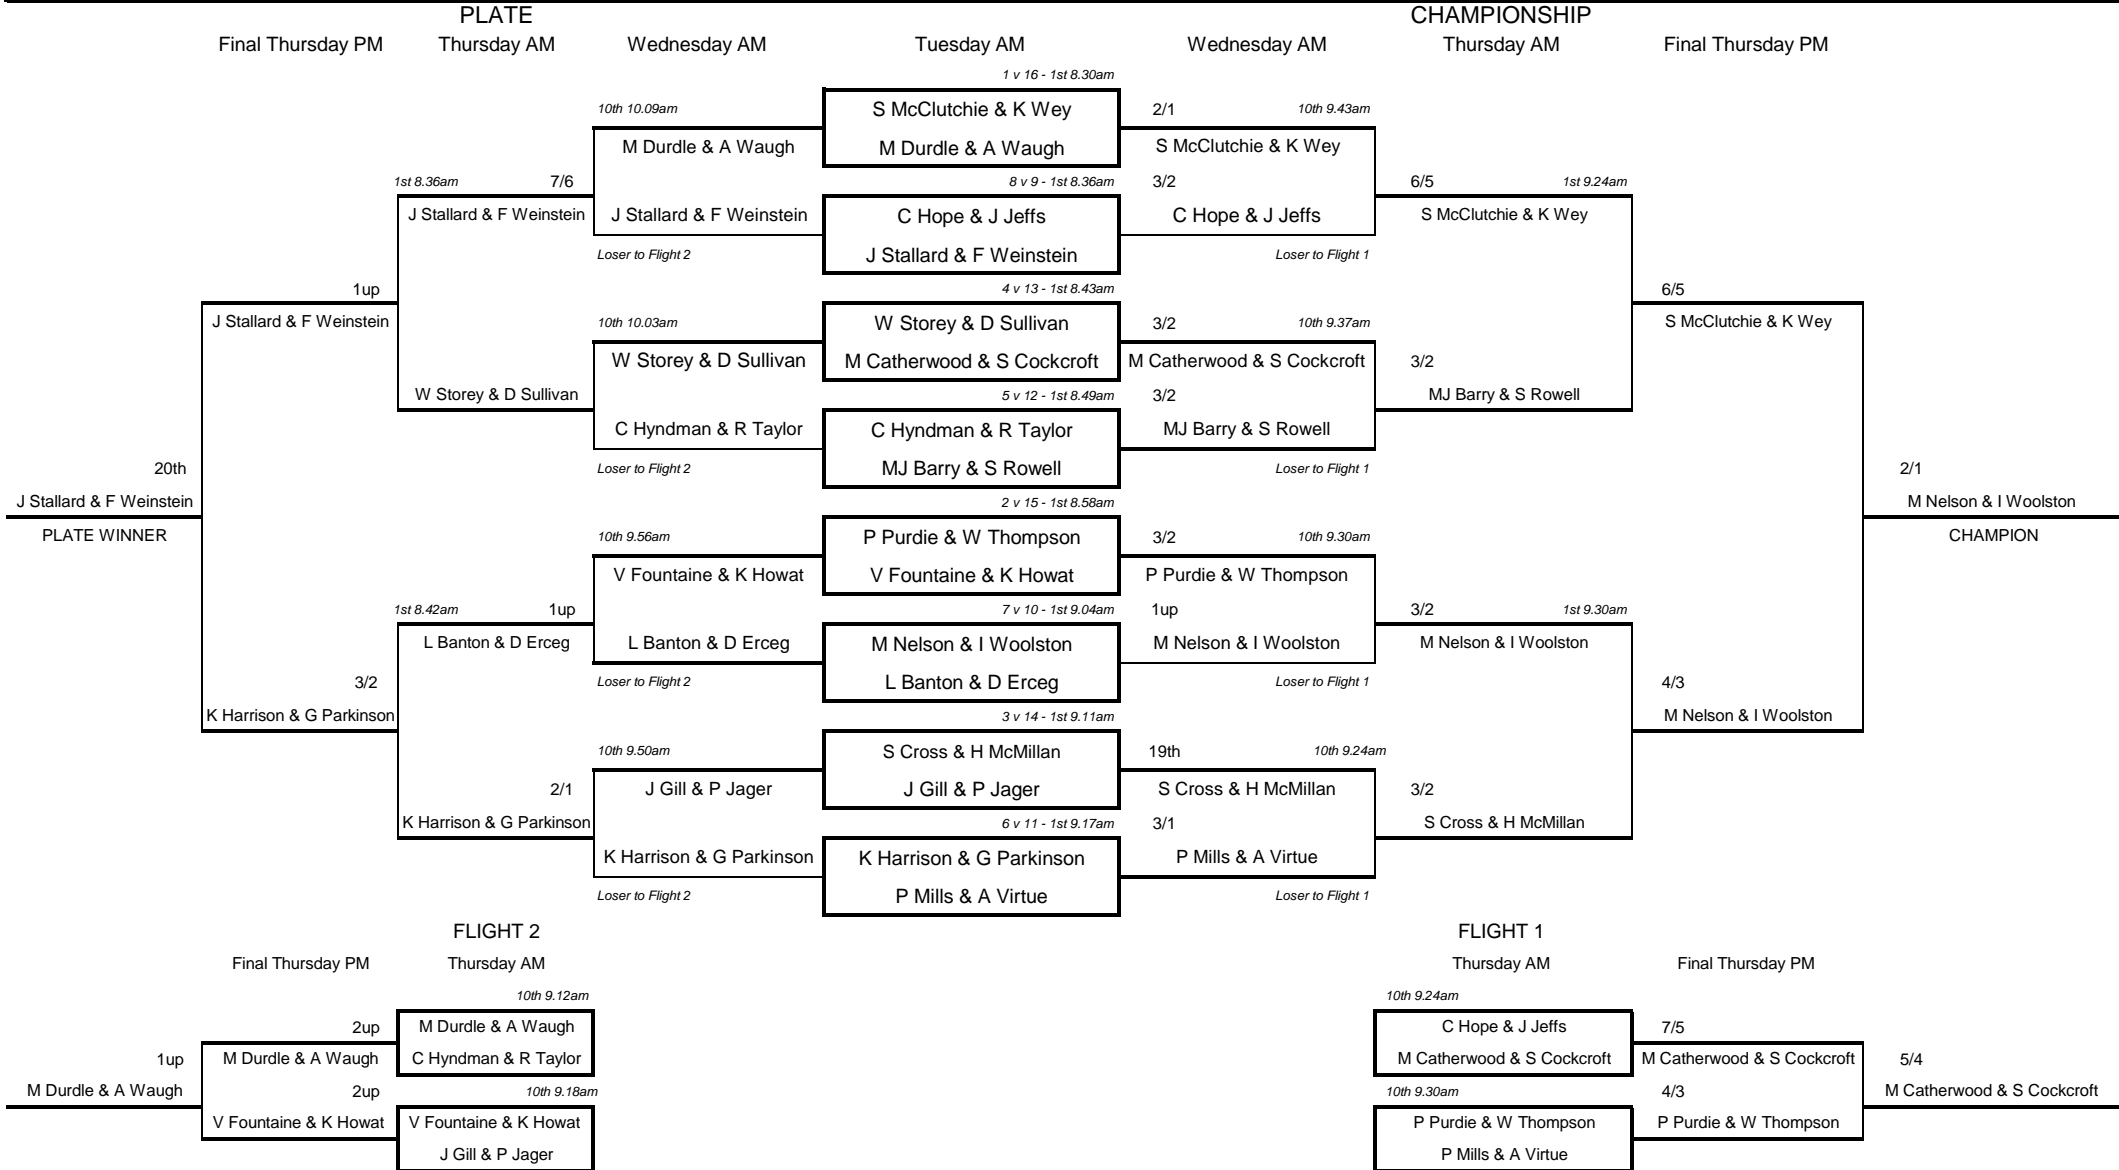 PLATE CHAMPIONSHIP
Final Thursday PM Thursday AM Wednesday AM Tuesday AM Wednesday AM Thursday AM Final Thursday PM
1 v 16 - 1st 8.30am
10th 10.09am S McClutchie & K Wey 2/1 10th 9.43am
M Durdle & A Waugh M Durdle & A Waugh S McClutchie & K Wey
1st 8.36am 7/6 8 v 9 - 1st 8.36am 3/2 6/5 1st 9.24am
J Stallard & F Weinstein J Stallard & F Weinstein C Hope & J Jeffs C Hope & J Jeffs S McClutchie & K Wey
Loser to Flight 2 J Stallard & F Weinstein Loser to Flight 1
1up 4 v 13 - 1st 8.43am 6/5
J Stallard & F Weinstein 10th 10.03am W Storey & D Sullivan 3/2 10th 9.37am S McClutchie & K Wey
W Storey & D Sullivan M Catherwood & S Cockcroft M Catherwood & S Cockcroft 3/2
W Storey & D Sullivan 5 v 12 - 1st 8.49am 3/2 MJ Barry & S Rowell
C Hyndman & R Taylor C Hyndman & R Taylor MJ Barry & S Rowell
20th Loser to Flight 2 MJ Barry & S Rowell Loser to Flight 1 2/1
J Stallard & F Weinstein 2 v 15 - 1st 8.58am M Nelson & I Woolston
PLATE WINNER 10th 9.56am P Purdie & W Thompson 3/2 10th 9.30am CHAMPION
V Fountaine & K Howat V Fountaine & K Howat P Purdie & W Thompson
1st 8.42am 1up 7 v 10 - 1st 9.04am 1up 3/2 1st 9.30am
L Banton & D Erceg L Banton & D Erceg M Nelson & I Woolston M Nelson & I Woolston M Nelson & I Woolston
3/2 Loser to Flight 2 L Banton & D Erceg Loser to Flight 1 4/3
K Harrison & G Parkinson 3 v 14 - 1st 9.11am M Nelson & I Woolston
10th 9.50am S Cross & H McMillan 19th 10th 9.24am
2/1 J Gill & P Jager J Gill & P Jager S Cross & H McMillan 3/2
K Harrison & G Parkinson 6 v 11 - 1st 9.17am 3/1 S Cross & H McMillan
K Harrison & G Parkinson K Harrison & G Parkinson P Mills & A Virtue
Loser to Flight 2 P Mills & A Virtue Loser to Flight 1
FLIGHT 2 FLIGHT 1
Final Thursday PM Thursday AM Thursday AM Final Thursday PM
10th 9.12am 10th 9.24am
2up M Durdle & A Waugh C Hope & J Jeffs 7/5
1up M Durdle & A Waugh C Hyndman & R Taylor M Catherwood & S Cockcroft M Catherwood & S Cockcroft 5/4
M Durdle & A Waugh 2up 10th 9.18am 10th 9.30am 4/3 M Catherwood & S Cockcroft
V Fountaine & K Howat V Fountaine & K Howat P Purdie & W Thompson P Purdie & W Thompson
J Gill & P Jager P Mills & A Virtue